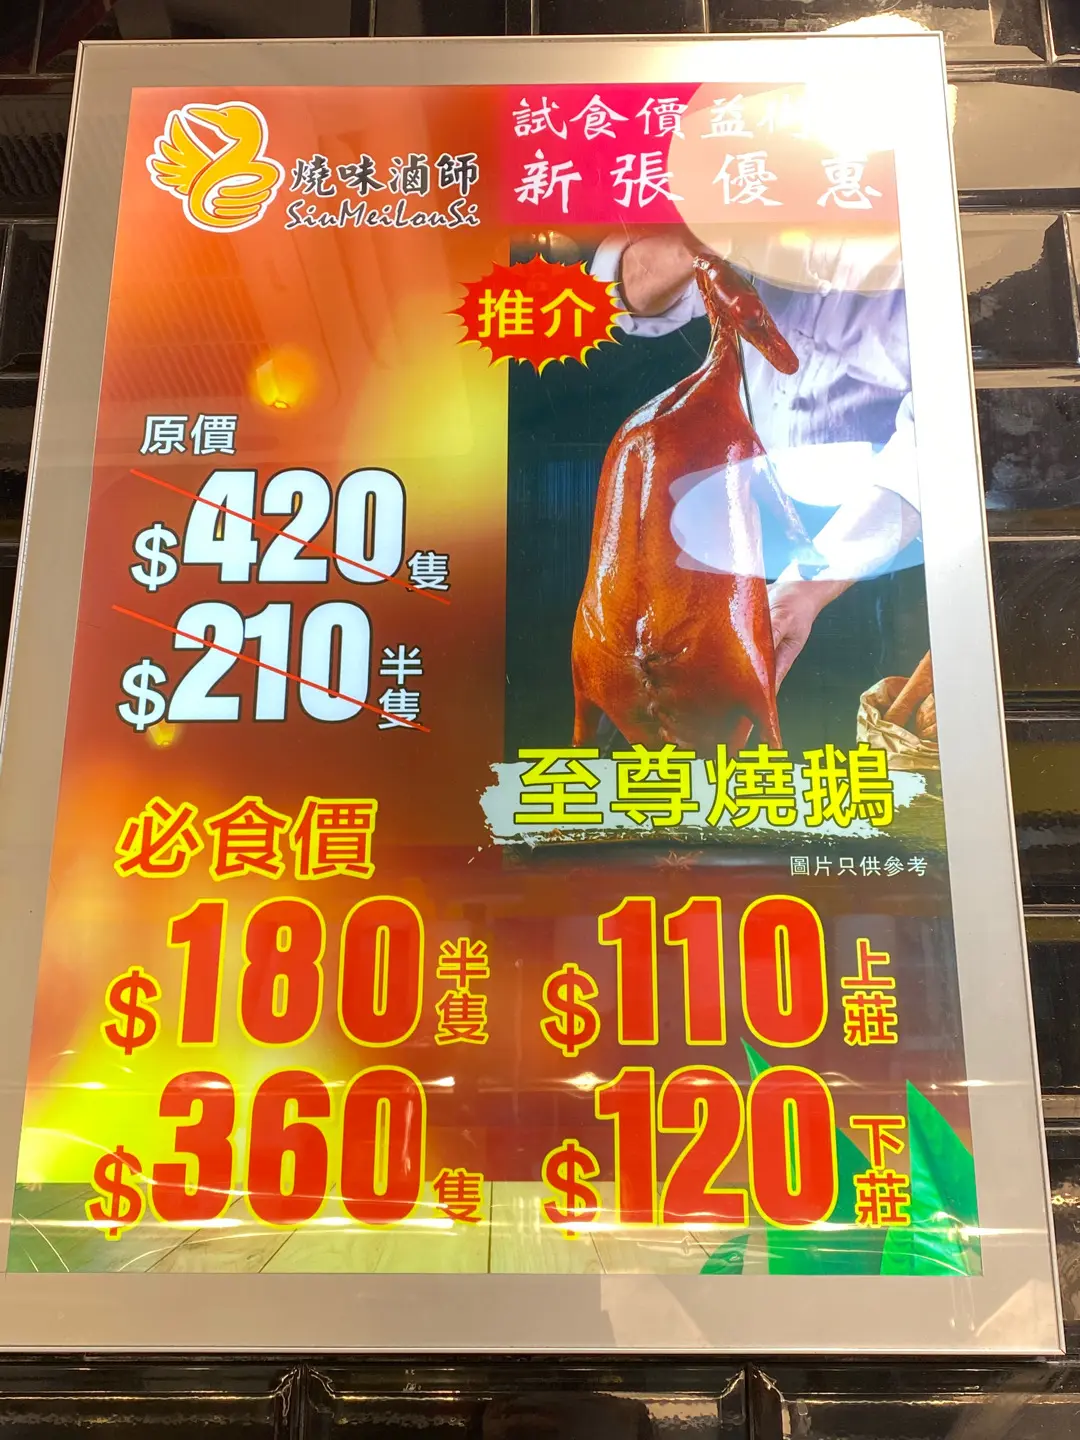 燒味滷師
SiuMeiLouSi
試食價益街
新張優惠
推介
原價
$420隻
$210半隻
至尊燒鵝
圖片只供參考
必食價
$180半隻
$110上莊
$360隻
$120下莊